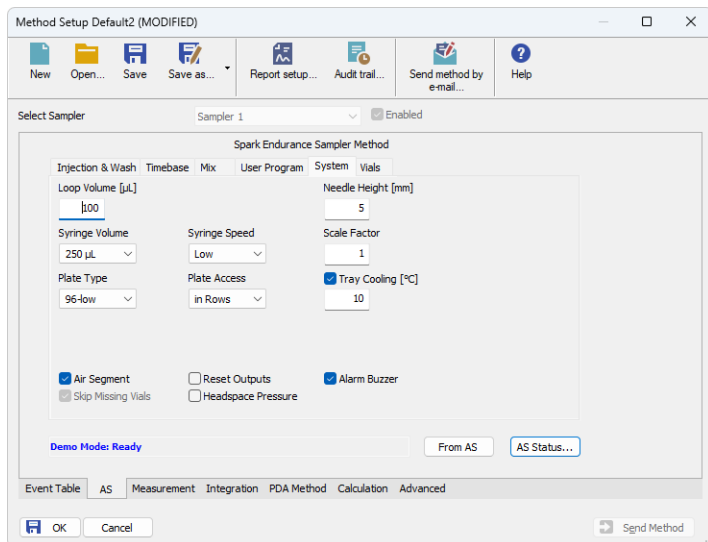 Method Setup Default2 (MODIFIED)
New Open... Save Save as... Report setup... Audit trail... Send method by e-mail... Help
Select Sampler Sampler 1 Enabled
Spark Endurance Sampler Method
Injection & Wash Timebase Mix User Program System Vials
Loop Volume [µL] Needle Height [mm]
100 5
Syringe Volume Syringe Speed Scale Factor
250 µL Low 1
Plate Type Plate Access Tray Cooling [°C]
96-low in Rows 10
Air Segment Reset Outputs Alarm Buzzer
Skip Missing Vials Headspace Pressure
Demo Mode: Ready From AS AS Status...
Event Table AS Measurement Integration PDA Method Calculation Advanced
OK Cancel Send Method